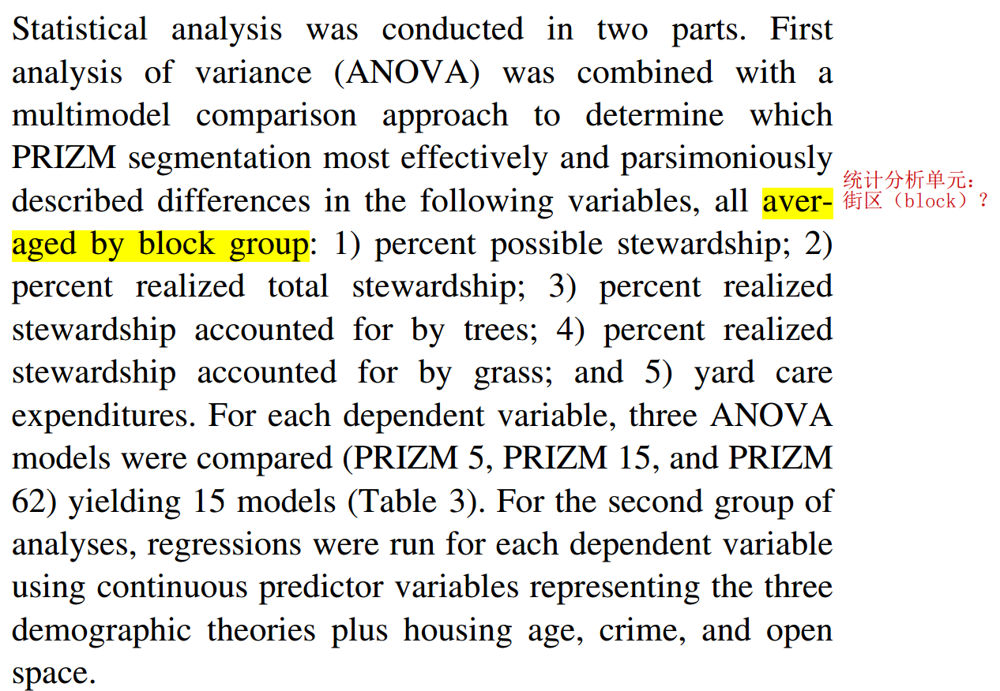 Statistical analysis was conducted in two parts. First
analysis of variance (ANOVA) was combined with a
multimodel comparison approach to determine which
PRIZM segmentation most effectively and parsimoniously
described differences in the following variables, all aver-
aged by block group: 1) percent possible stewardship; 2)
percent realized total stewardship; 3) percent realized
stewardship accounted for by trees; 4) percent realized
stewardship accounted for by grass; and 5) yard care
expenditures. For each dependent variable, three ANOVA
models were compared (PRIZM 5, PRIZM 15, and PRIZM
62) yielding 15 models (Table 3). For the second group of
analyses, regressions were run for each dependent variable
using continuous predictor variables representing the three
demographic theories plus housing age, crime, and open
space.
统计分析单元：
街区（block）？